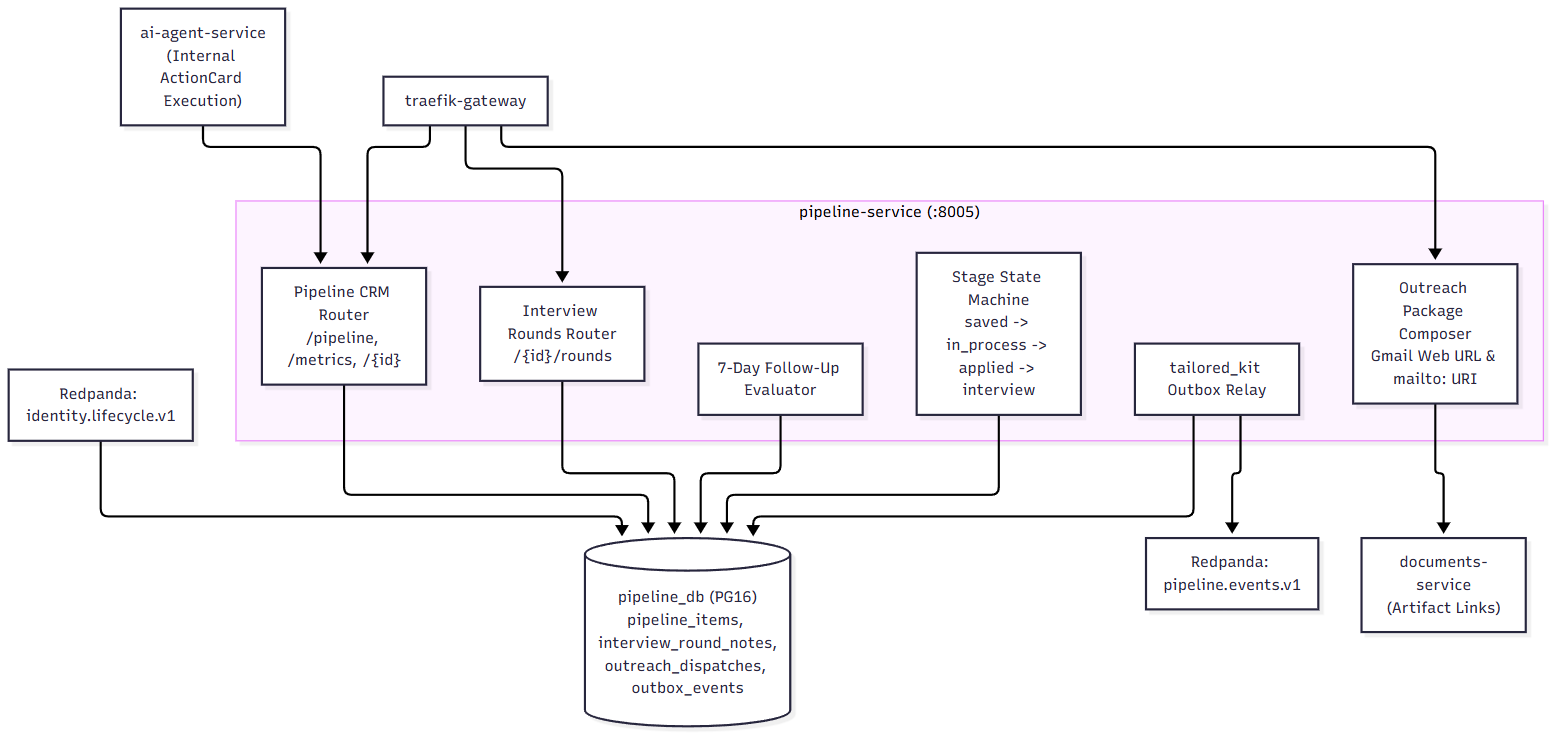 ai-agent-service
(Internal
ActionCard
Execution)
traefik-gateway
pipeline-service (:8005)
Pipeline CRM
Router
/pipeline,
/metrics, /{id}
Interview
Rounds Router
/{id}/rounds
7-Day Follow-Up
Evaluator
Stage State
Machine
saved ->
in_process ->
applied ->
interview
tailored_kit
Outbox Relay
Outreach
Package
Composer
Gmail Web URL &
mailto: URI
Redpanda:
identity.lifecycle.v1
pipeline_db (PG16)
pipeline_items,
interview_round_notes,
outreach_dispatches,
outbox_events
Redpanda:
pipeline.events.v1
documents-
service
(Artifact Links)